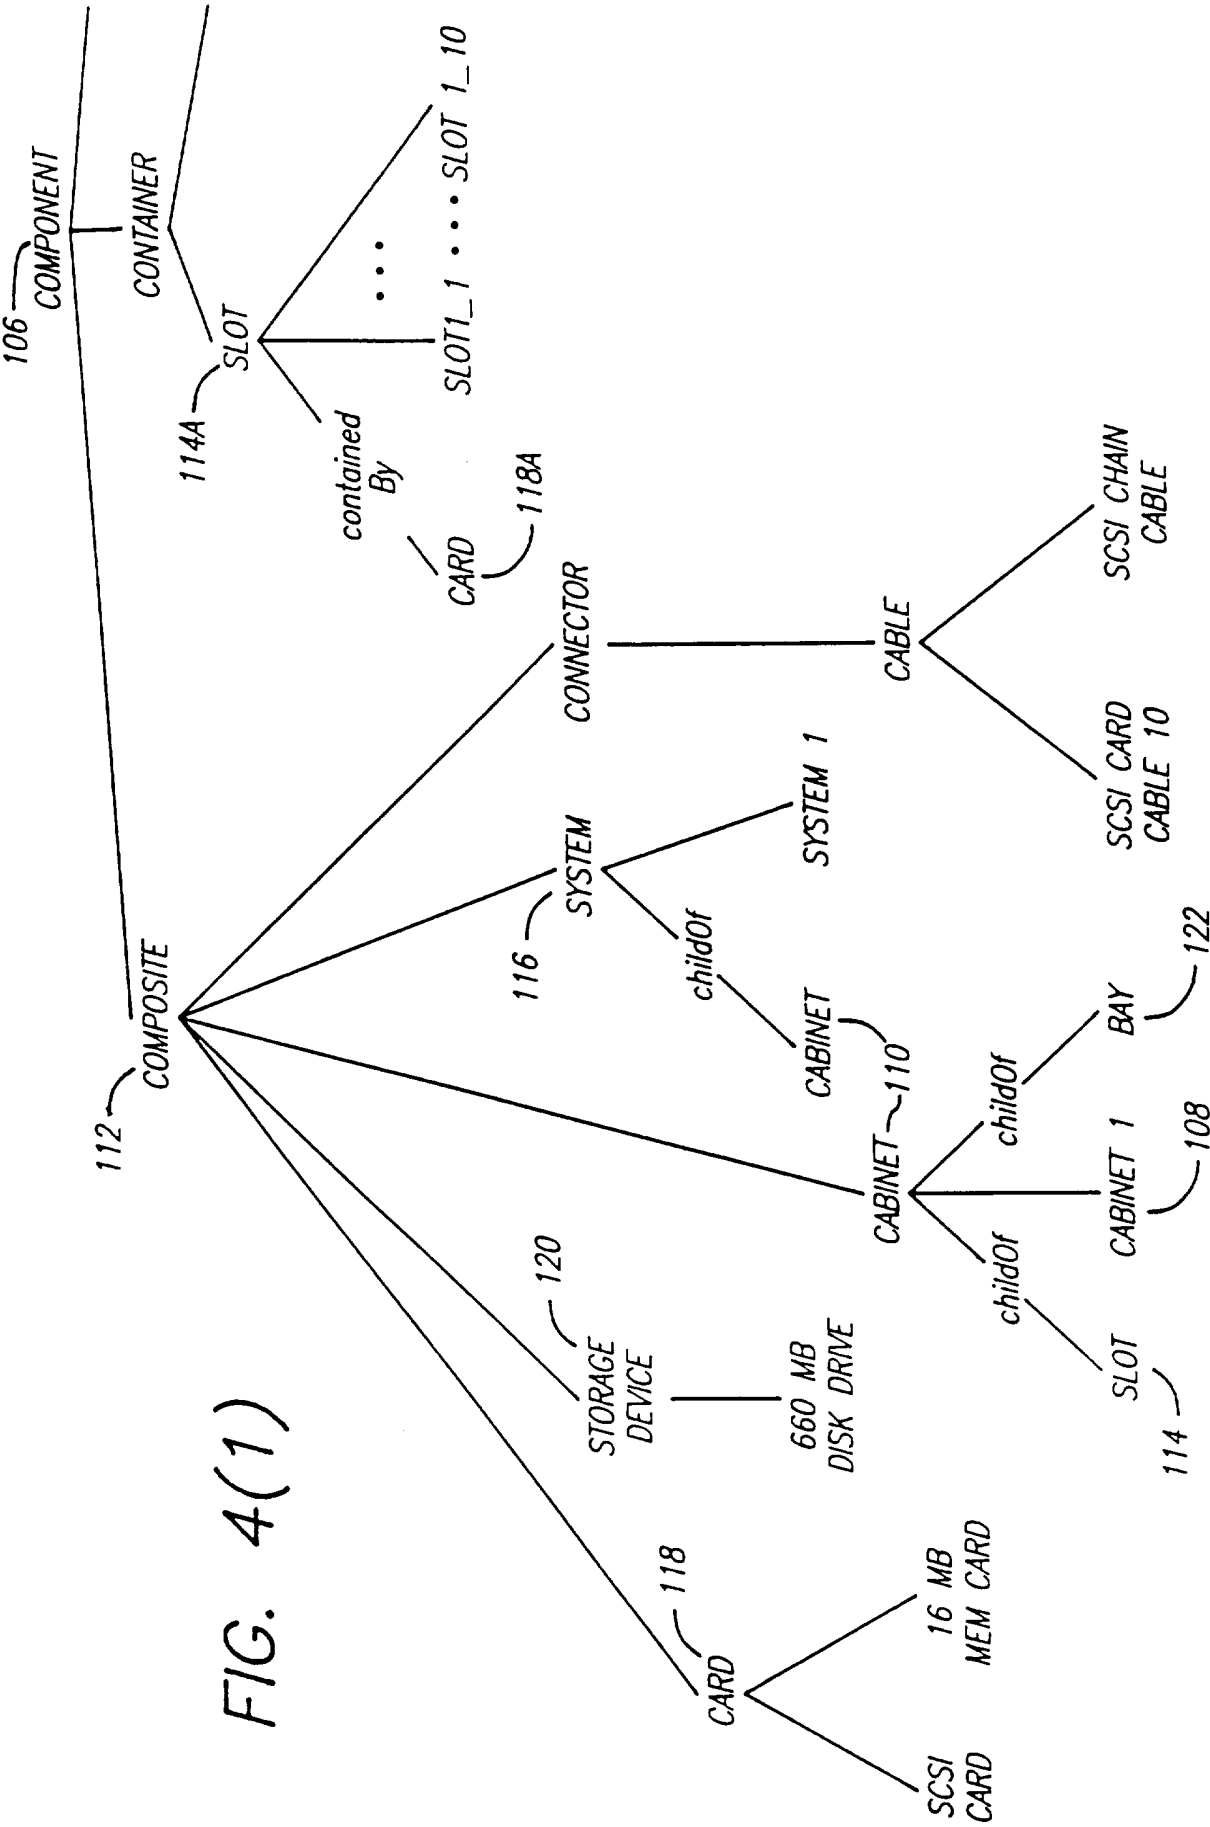 FIG. 4(1)
106
COMPONENT
112
COMPOSITE
CONTAINER
114A
SLOT
contained
By
CARD
118A
SLOT1_1 • • • • SLOT 1_10
• • •
118
CARD
SCSI
CARD
16 MB
MEM CARD
120
STORAGE
DEVICE
660 MB
DISK DRIVE
CABINET
110
childOf
SLOT
114
CABINET 1
108
childOf
BAY
122
116
SYSTEM
childOf
CABINET
SYSTEM 1
CONNECTOR
CABLE
SCSI CARD
CABLE 10
SCSI CHAIN
CABLE